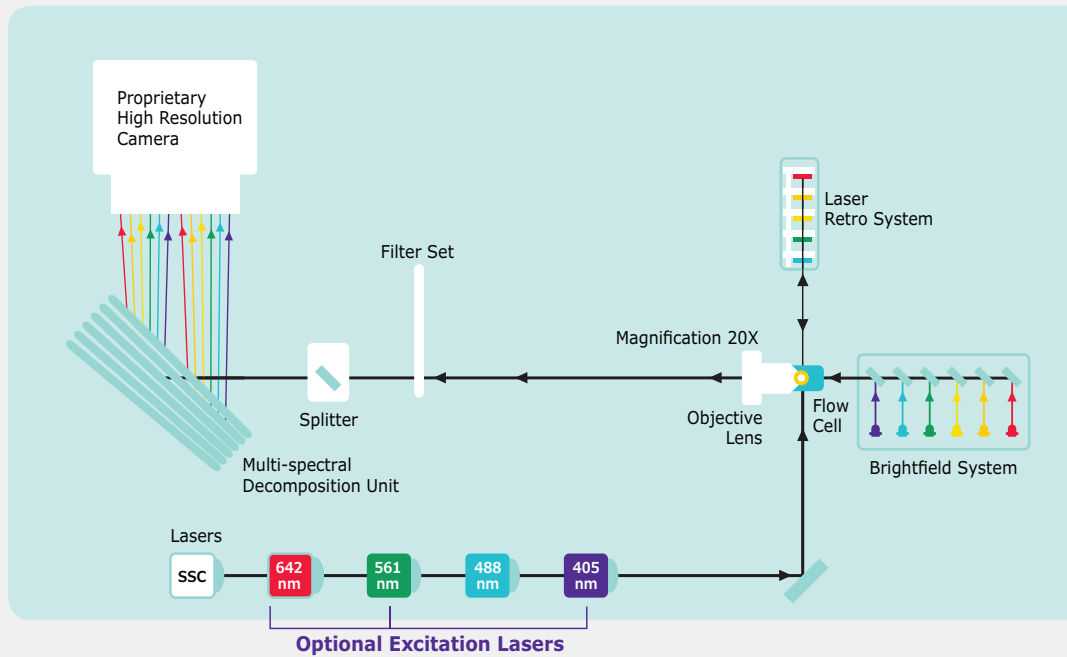 Proprietary
High Resolution
Camera
Laser
Retro System
Filter Set
Magnification 20X
Objective
Lens
Flow
Cell
Splitter
Brightfield System
Multi-spectral
Decomposition Unit
Lasers
SSC
642
nm
561
nm
488
nm
405
nm
Optional Excitation Lasers